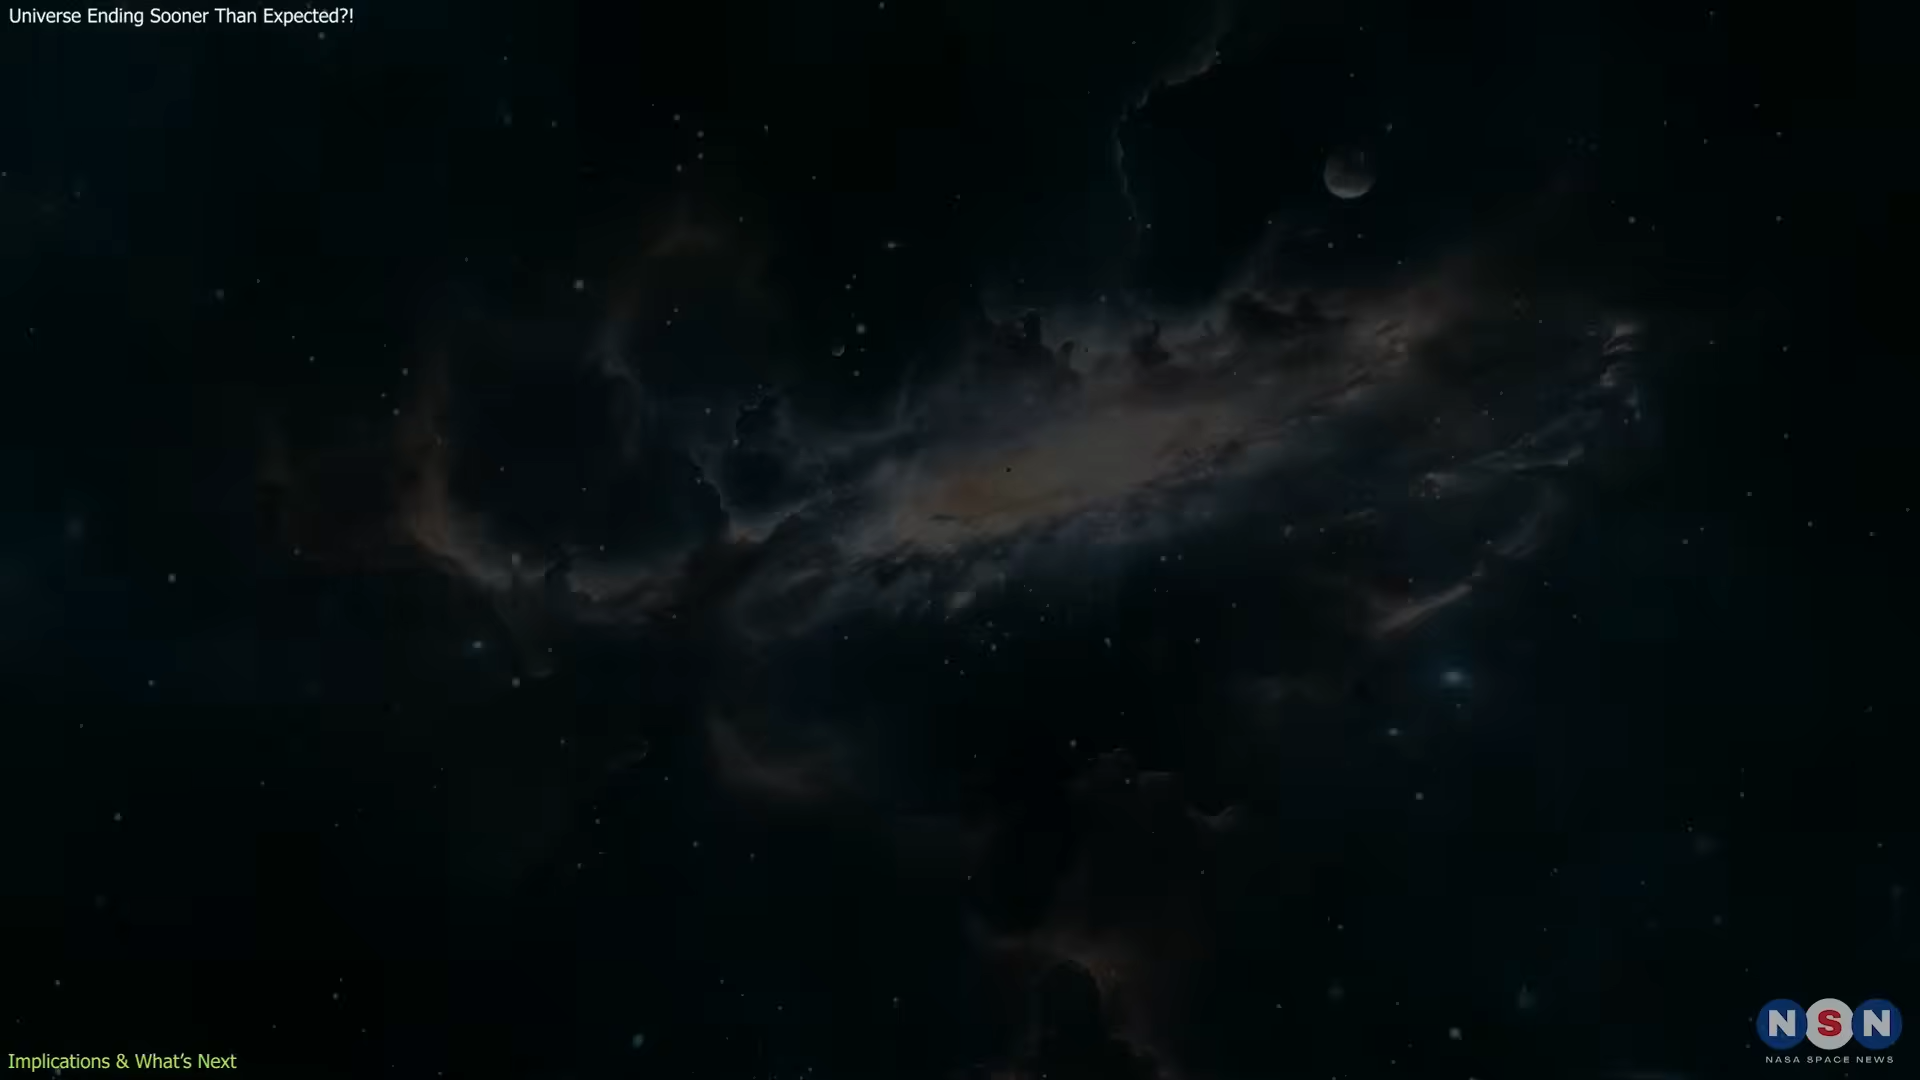 Universe Ending Sooner Than Expected?!
Implications & What’s Next
NSN
NASA SPACE NEWS